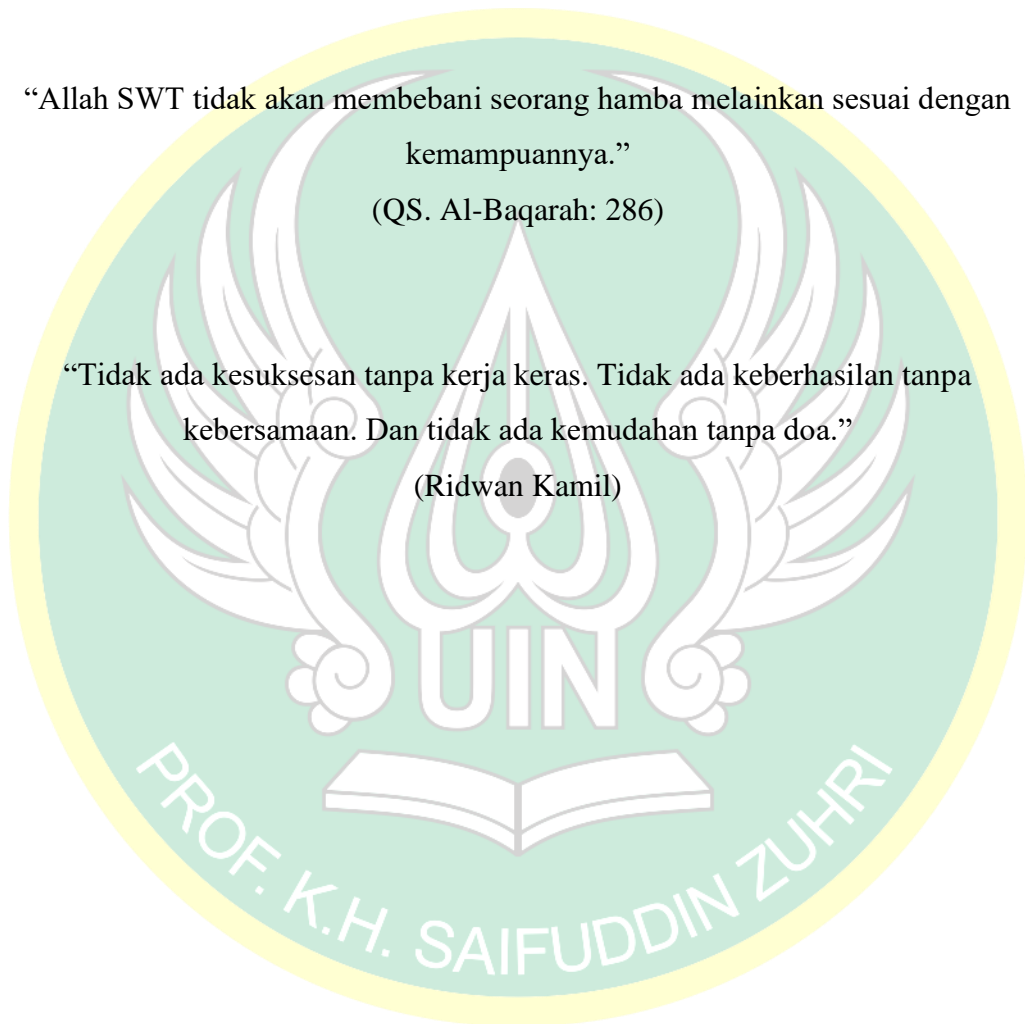 “Allah SWT tidak akan membebani seorang hamba melainkan sesuai dengan
kemampuannya.”
(QS. Al-Baqarah: 286)
“Tidak ada kesuksesan tanpa kerja keras. Tidak ada keberhasilan tanpa
kebersamaan. Dan tidak ada kemudahan tanpa doa.”
(Ridwan Kamil)
UIN
PROF. K.H. SAIFUDDIN ZUHRI